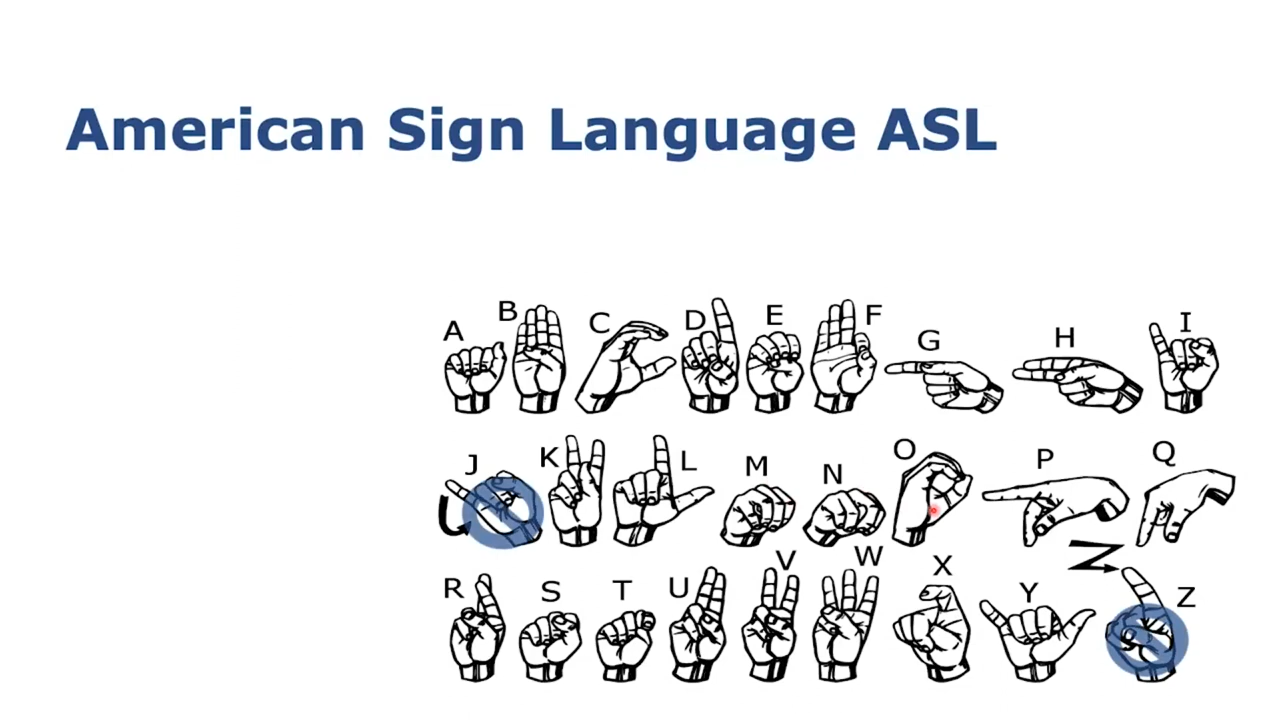 American Sign Language ASL
A B C D E F G H I
J K L M N O P Q
R S T U V W X Y Z